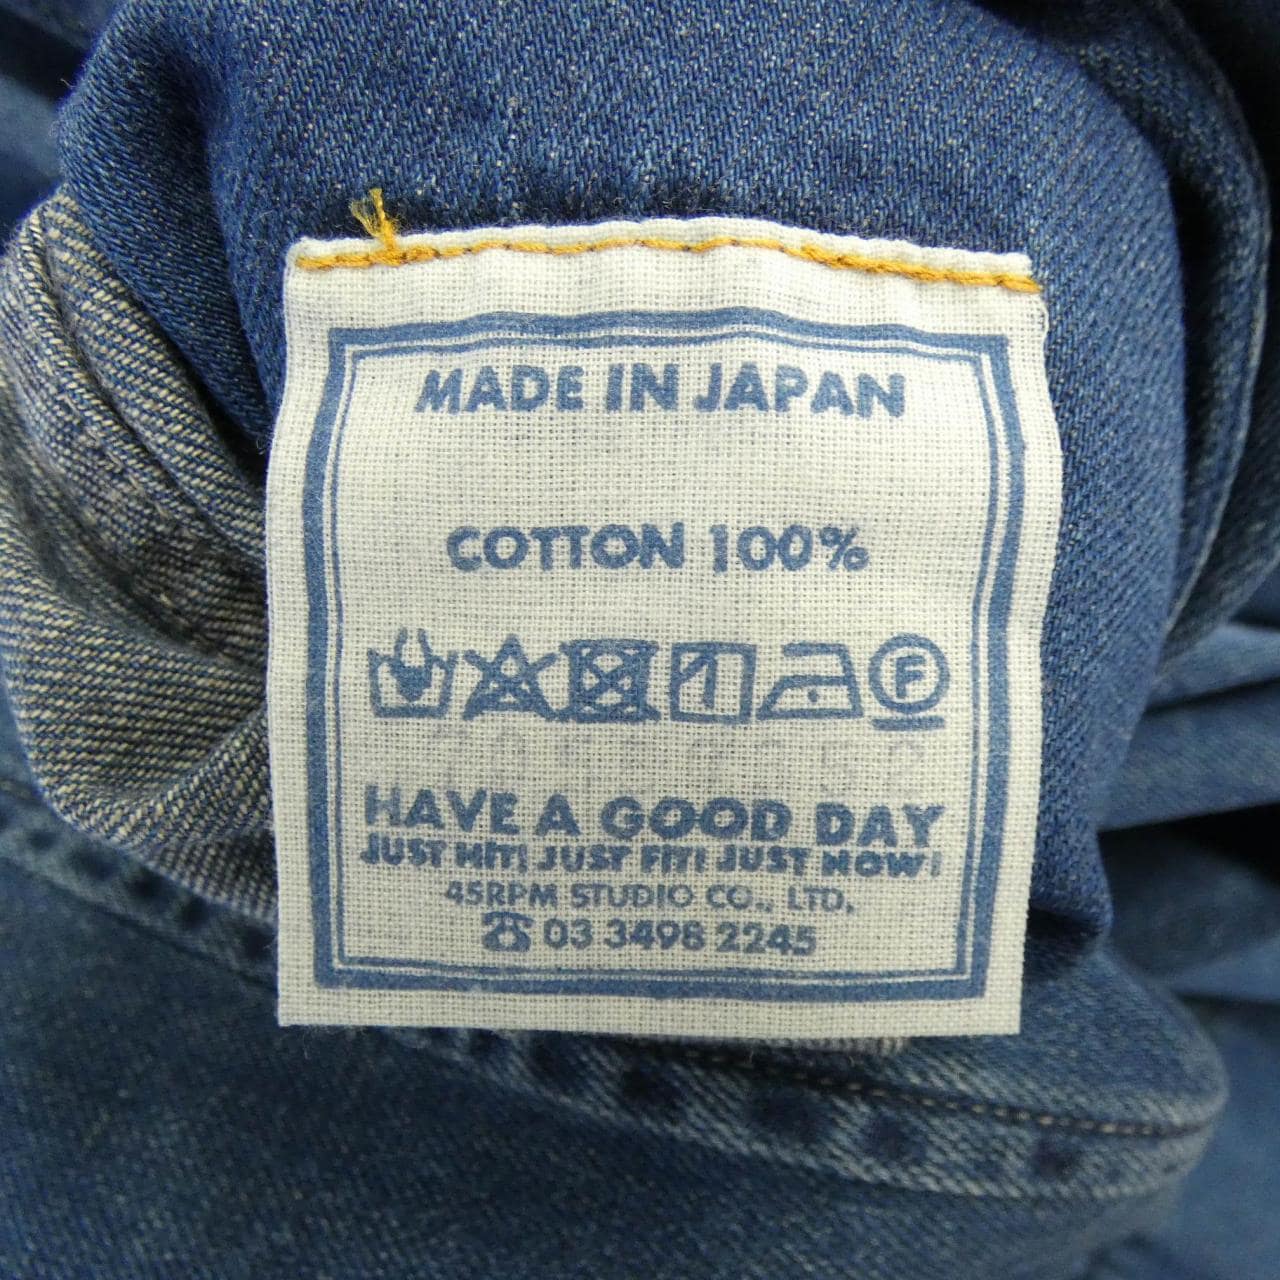 MADE IN JAPAN
COTTON 100%
F
HAVE A GOOD DAY
JUST HIT! JUST FIT! JUST NOW!
45RPM STUDIO CO., LTD.
☎ 03 3498 2245